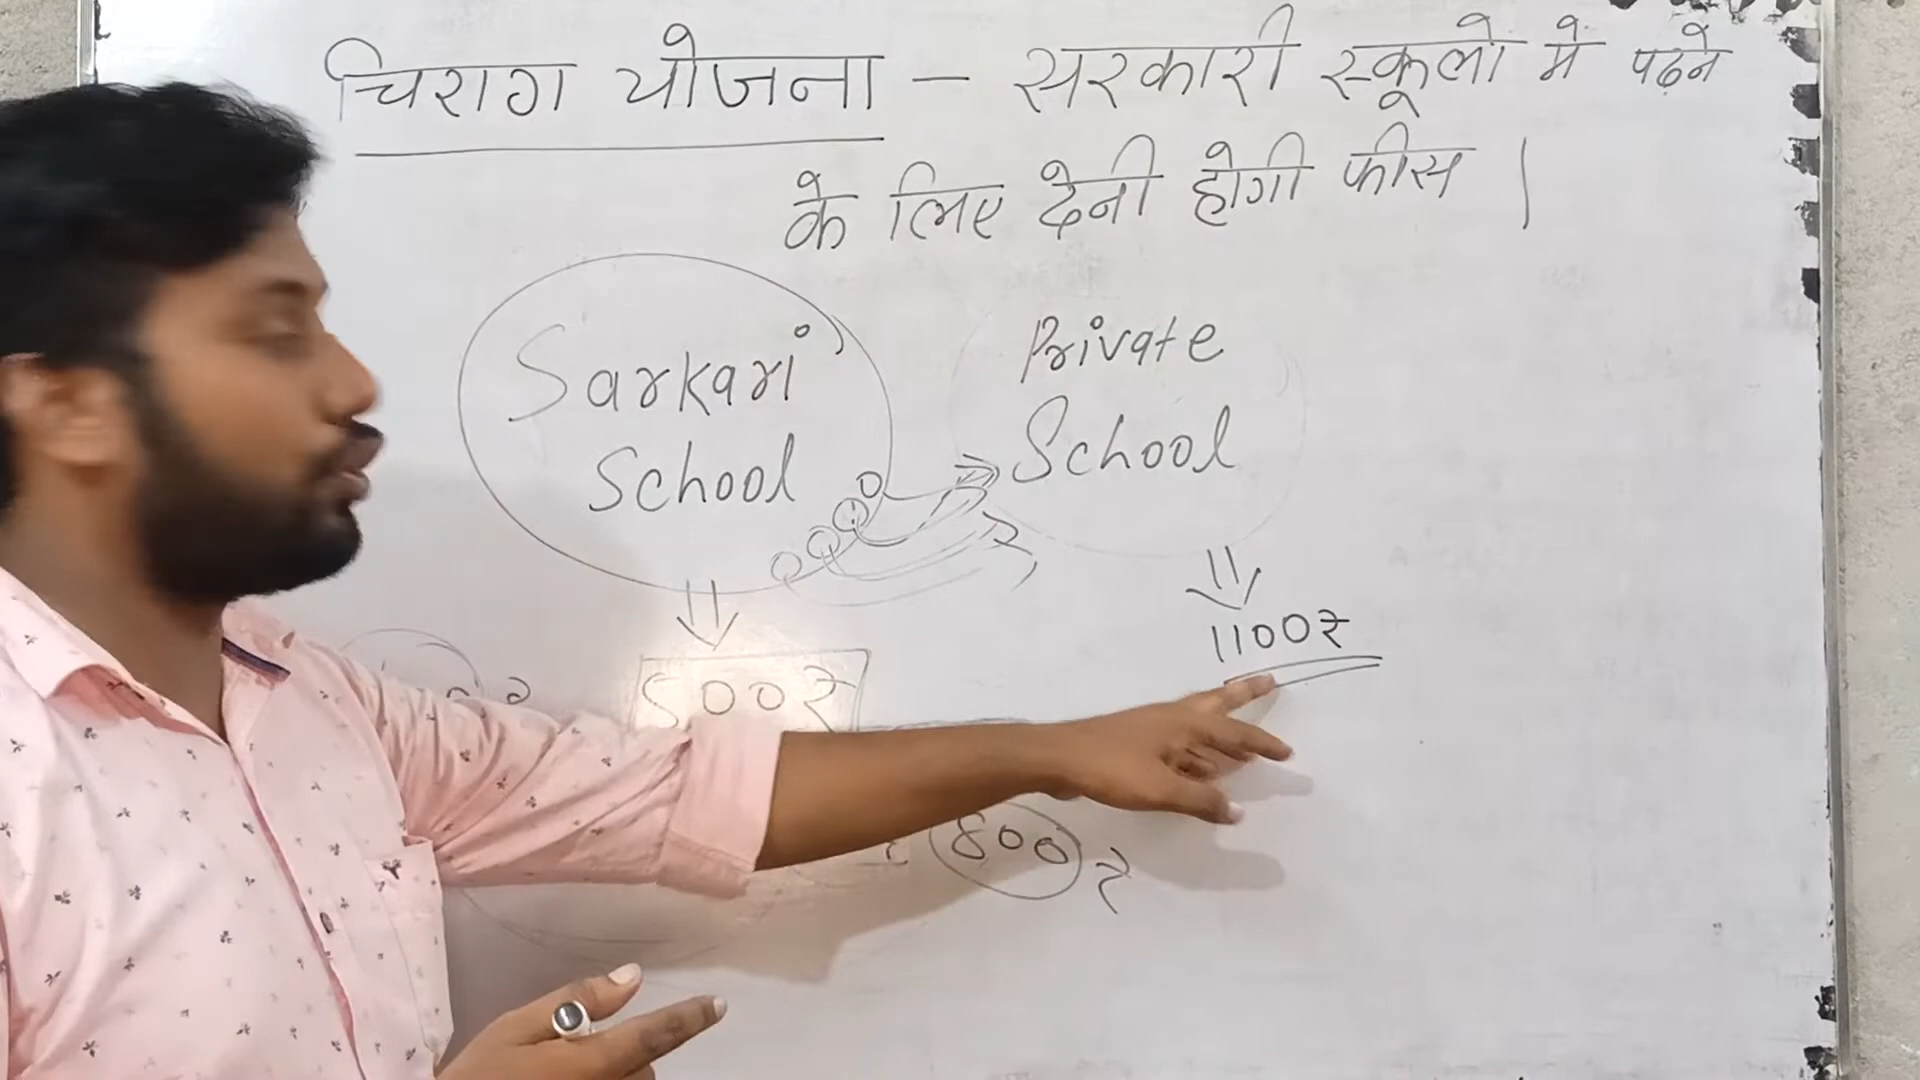 चिराग योजना - सरकारी स्कूलो मे पढ़ने
के लिए देनी होगी फीस |
Sarkari
School
Private
School
500₹
1100₹
800₹